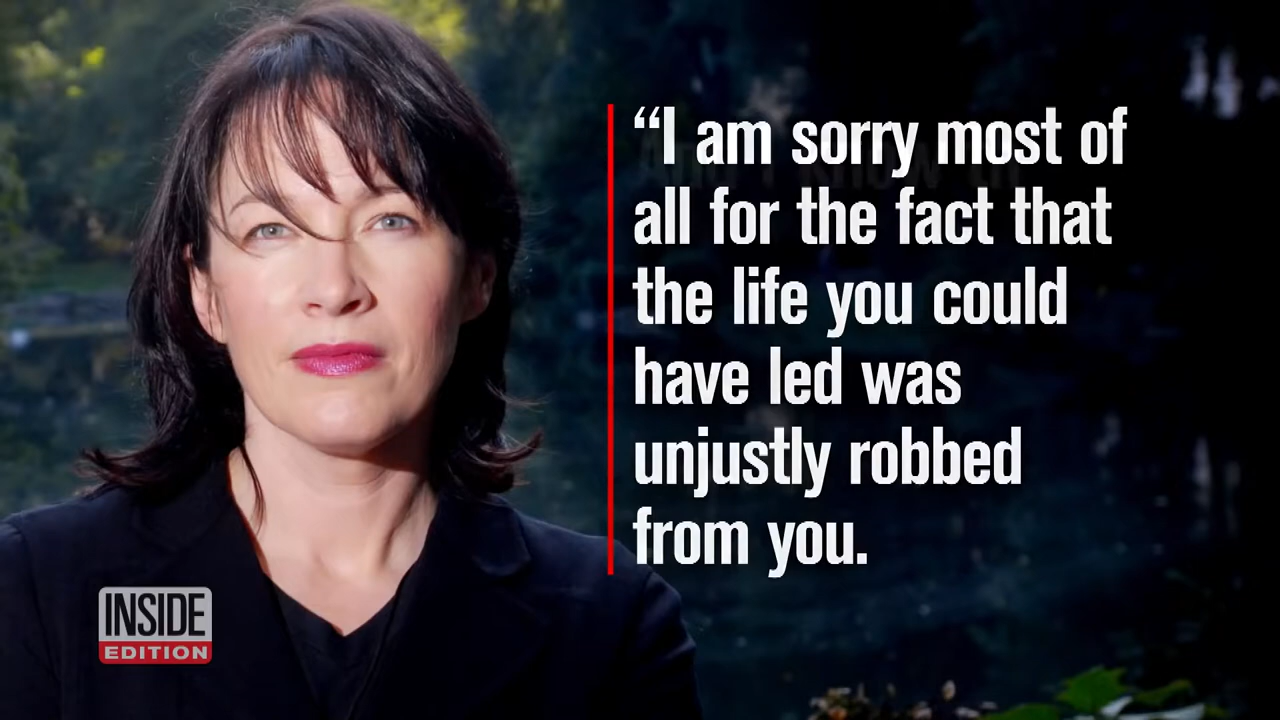 “I am sorry most of
all for the fact that
the life you could
have led was
unjustly robbed
from you.
INSIDE
EDITION